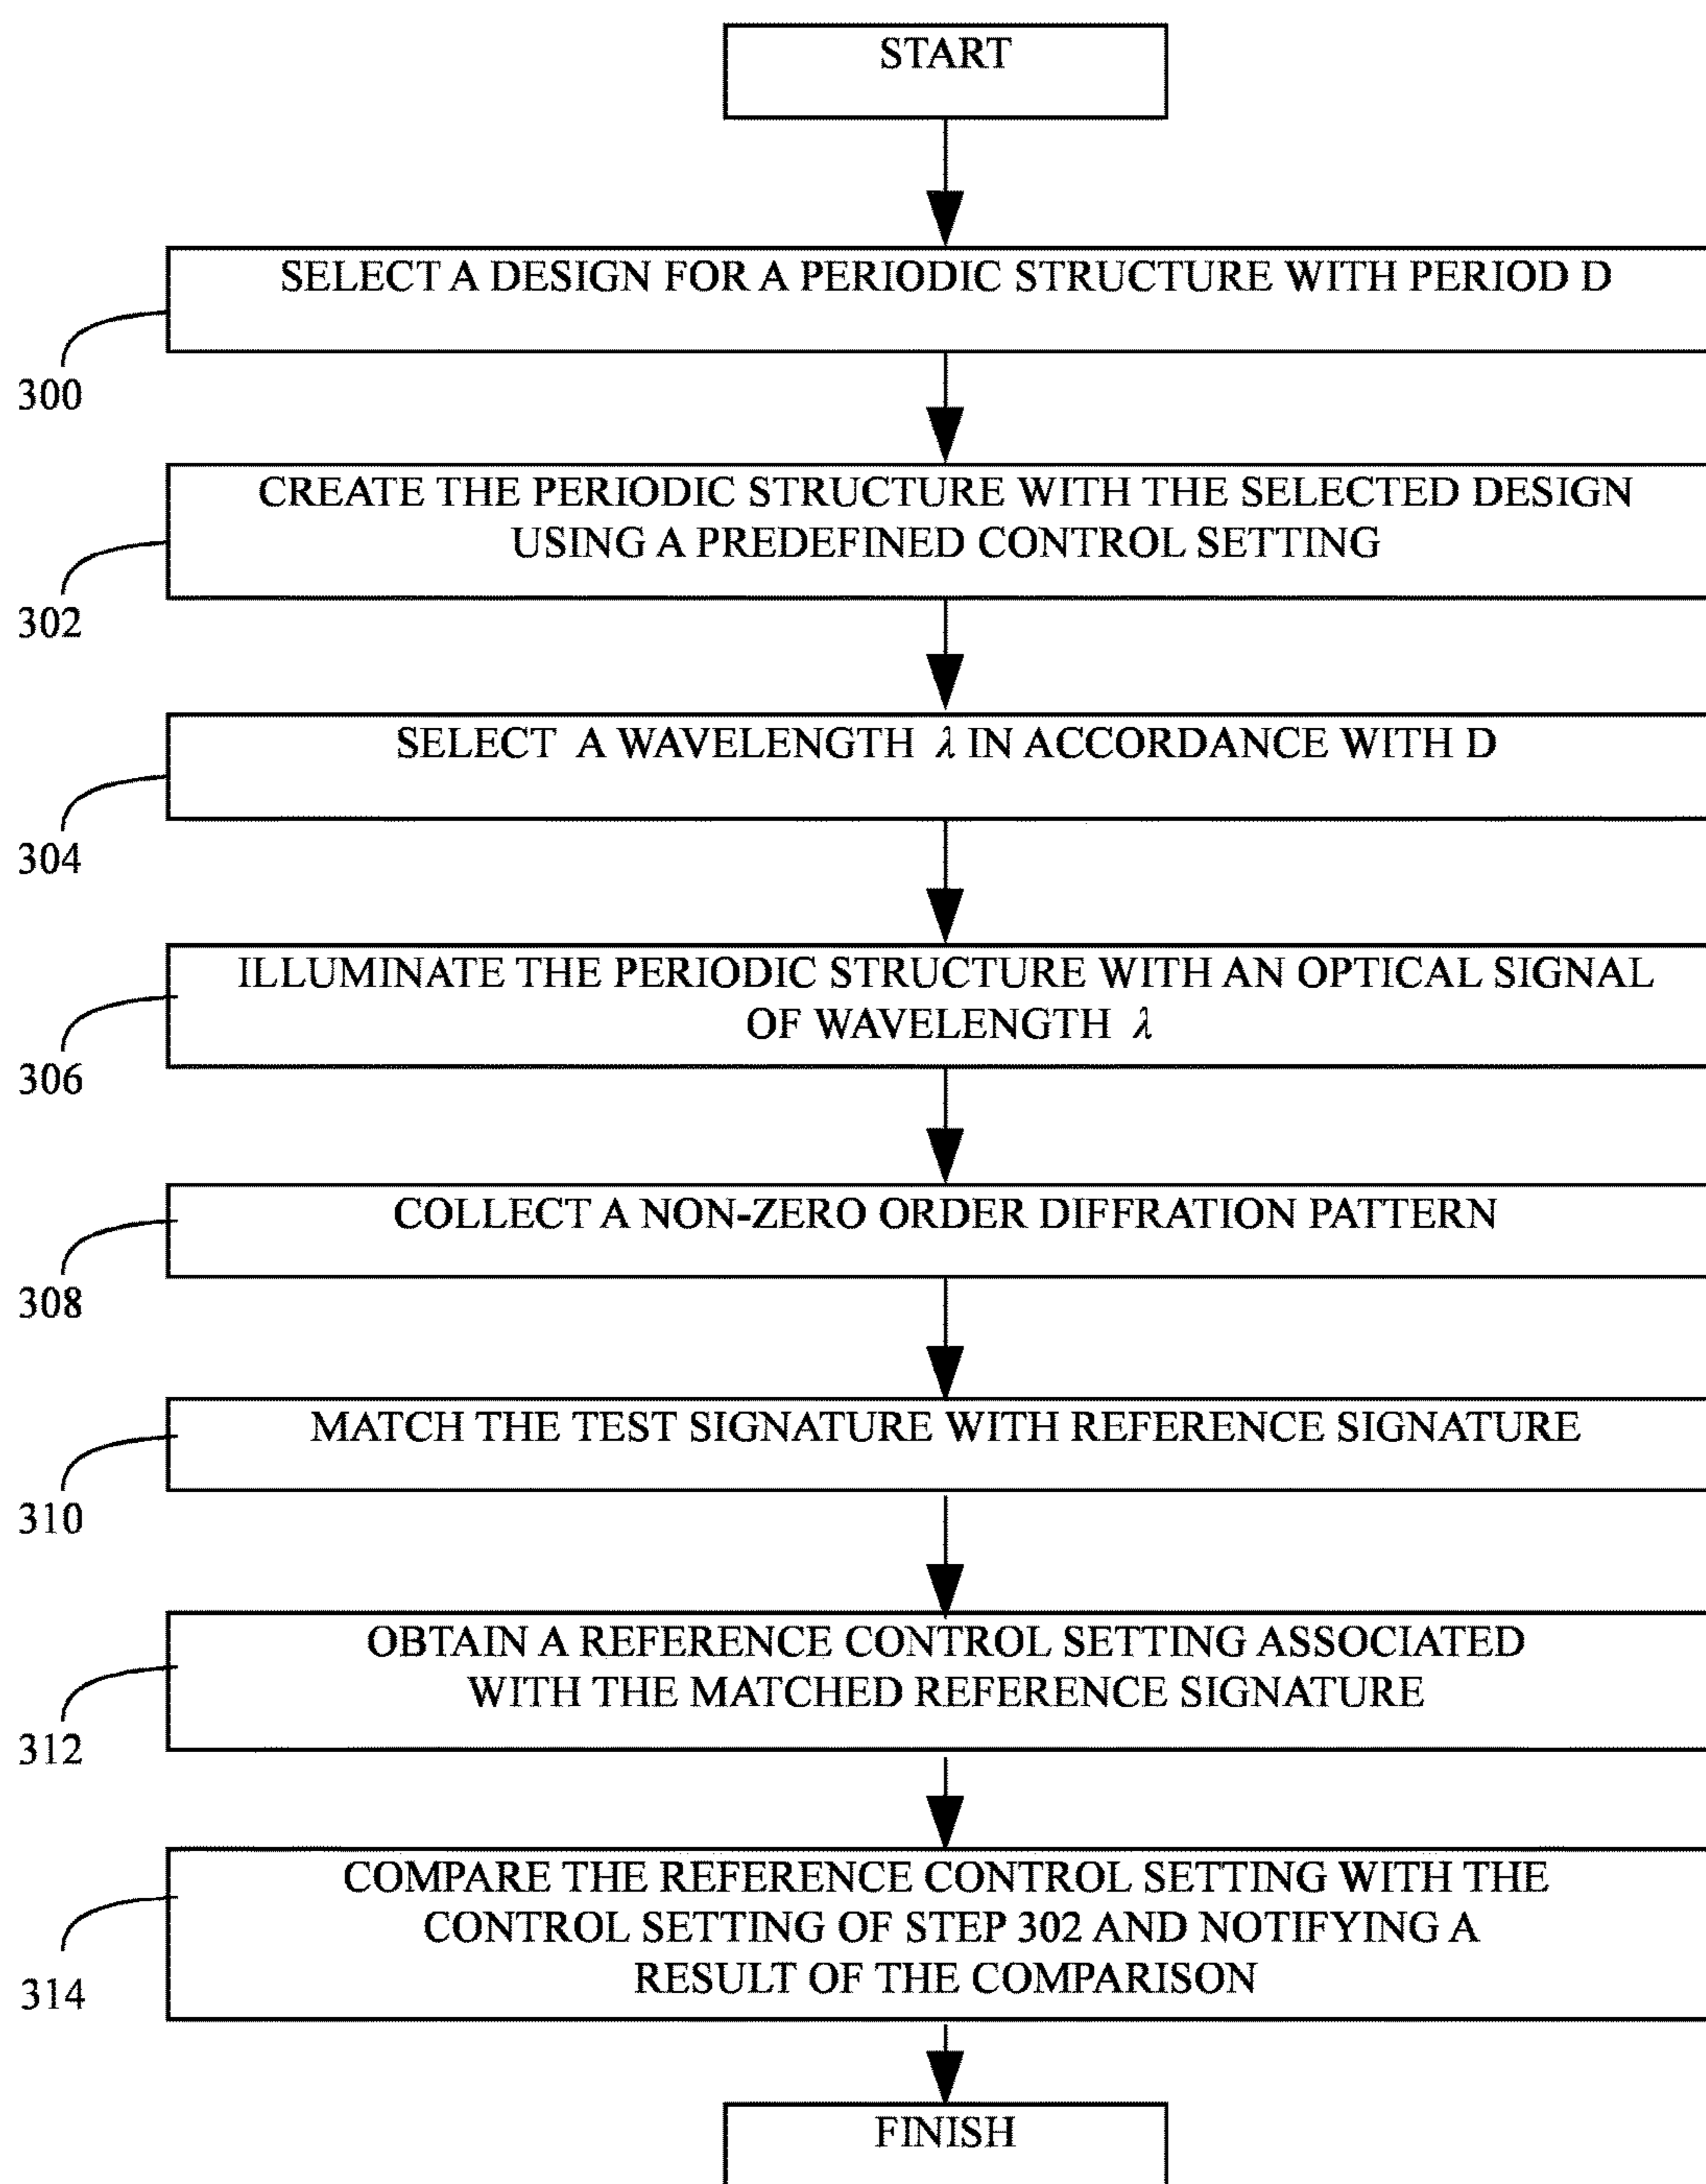 START
SELECT A DESIGN FOR A PERIODIC STRUCTURE WITH PERIOD D
300
CREATE THE PERIODIC STRUCTURE WITH THE SELECTED DESIGN
USING A PREDEFINED CONTROL SETTING
302
SELECT A WAVELENGTH λ IN ACCORDANCE WITH D
304
ILLUMINATE THE PERIODIC STRUCTURE WITH AN OPTICAL SIGNAL
OF WAVELENGTH λ
306
COLLECT A NON-ZERO ORDER DIFFRATION PATTERN
308
MATCH THE TEST SIGNATURE WITH REFERENCE SIGNATURE
310
OBTAIN A REFERENCE CONTROL SETTING ASSOCIATED
WITH THE MATCHED REFERENCE SIGNATURE
312
COMPARE THE REFERENCE CONTROL SETTING WITH THE
CONTROL SETTING OF STEP 302 AND NOTIFYING A
RESULT OF THE COMPARISON
314
FINISH